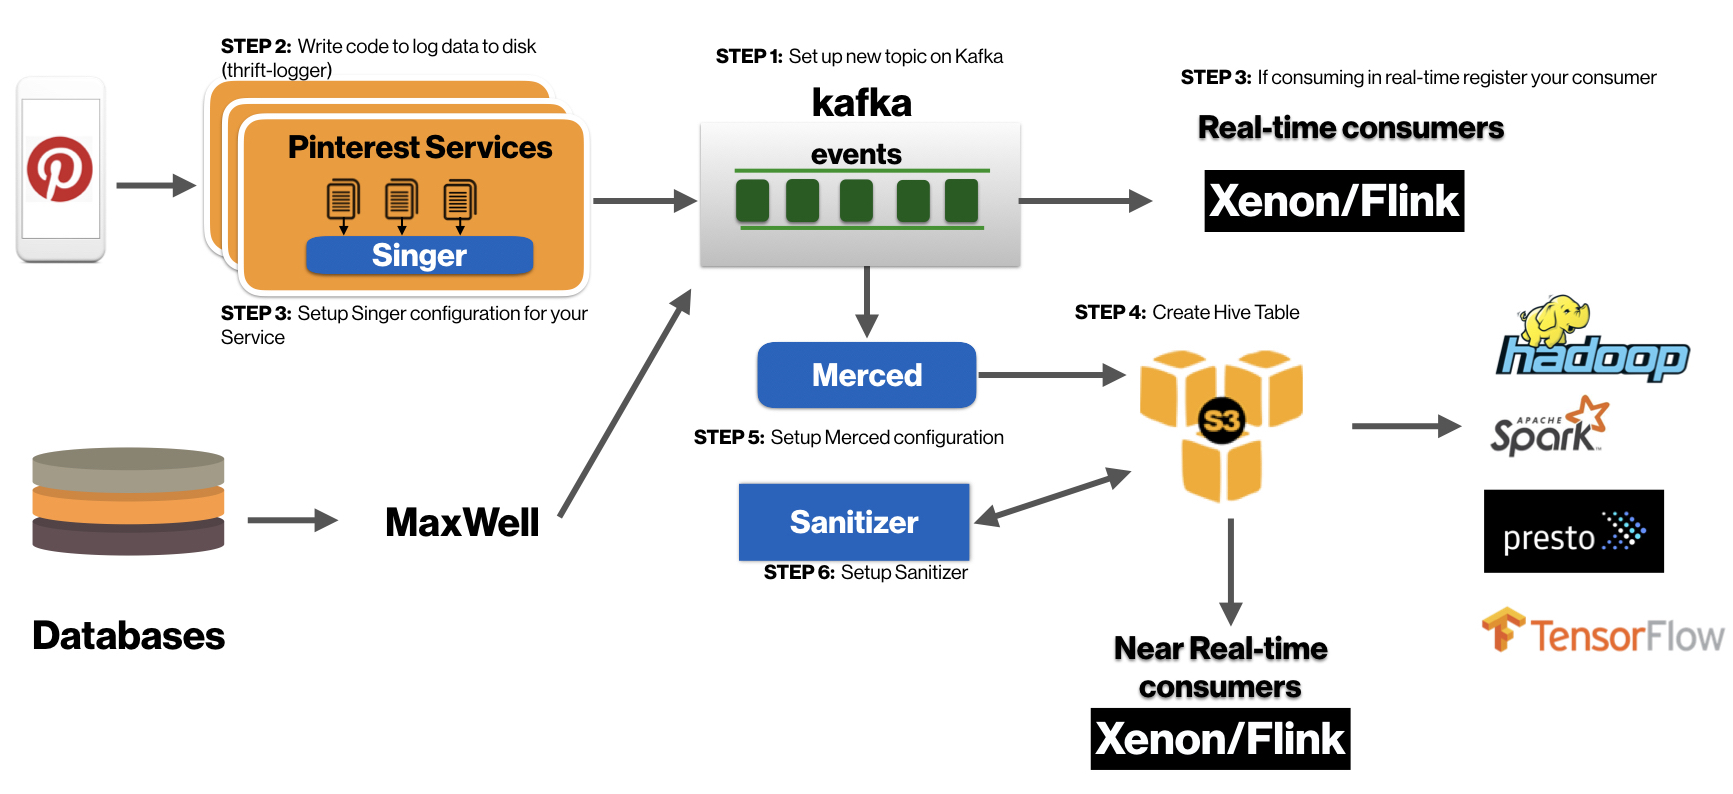 STEP 2: Write code to log data to disk
(thrift-logger)
STEP 1: Set up new topic on Kafka
STEP 3: If consuming in real-time register your consumer
kafka
Real-time consumers
Pinterest Services
events
Xenon/Flink
Singer
STEP 3: Setup Singer configuration for your
Service
STEP 4: Create Hive Table
hadoop
Merced
S3
APACHE
Spark™
STEP 5: Setup Merced configuration
MaxWell
Sanitizer
presto
STEP 6: Setup Sanitizer
Databases
TensorFlow
Near Real-time
consumers
Xenon/Flink